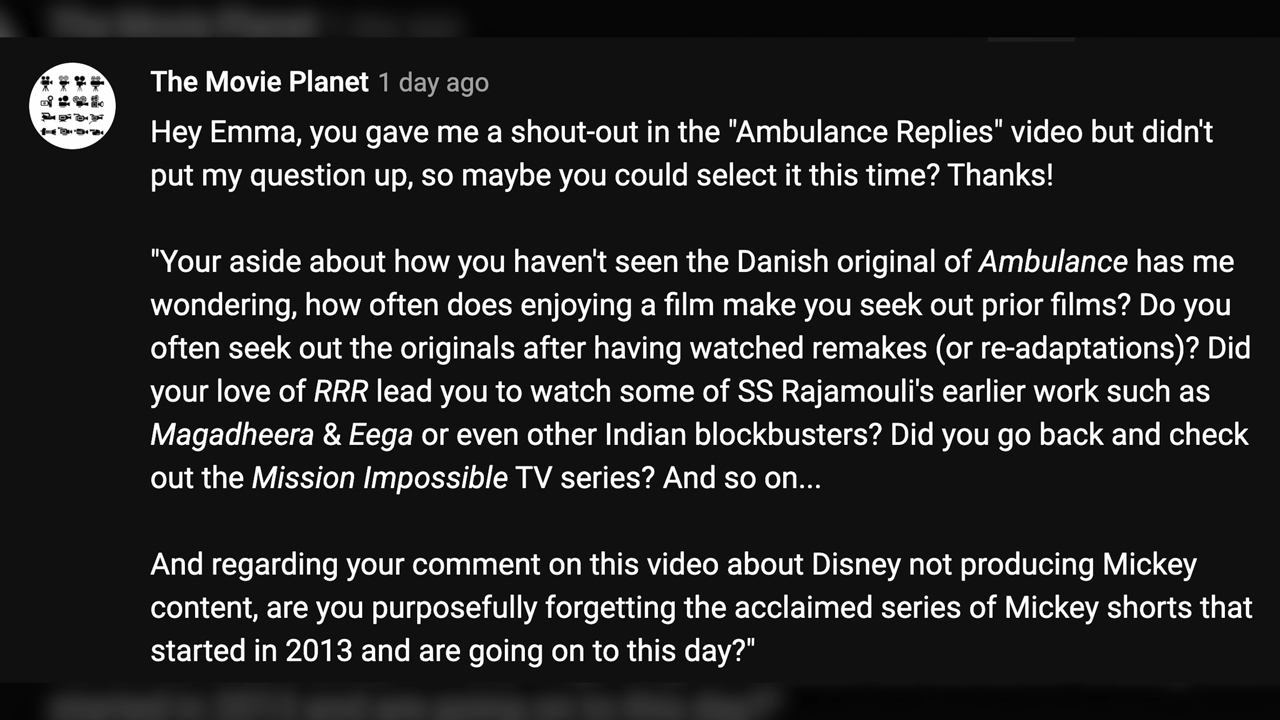 The Movie Planet 1 day ago
Hey Emma, you gave me a shout-out in the "Ambulance Replies" video but didn't
put my question up, so maybe you could select it this time? Thanks!
"Your aside about how you haven't seen the Danish original of Ambulance has me
wondering, how often does enjoying a film make you seek out prior films? Do you
often seek out the originals after having watched remakes (or re-adaptations)? Did
your love of RRR lead you to watch some of SS Rajamouli's earlier work such as
Magadheera & Eega or even other Indian blockbusters? Did you go back and check
out the Mission Impossible TV series? And so on...
And regarding your comment on this video about Disney not producing Mickey
content, are you purposefully forgetting the acclaimed series of Mickey shorts that
started in 2013 and are going on to this day?"